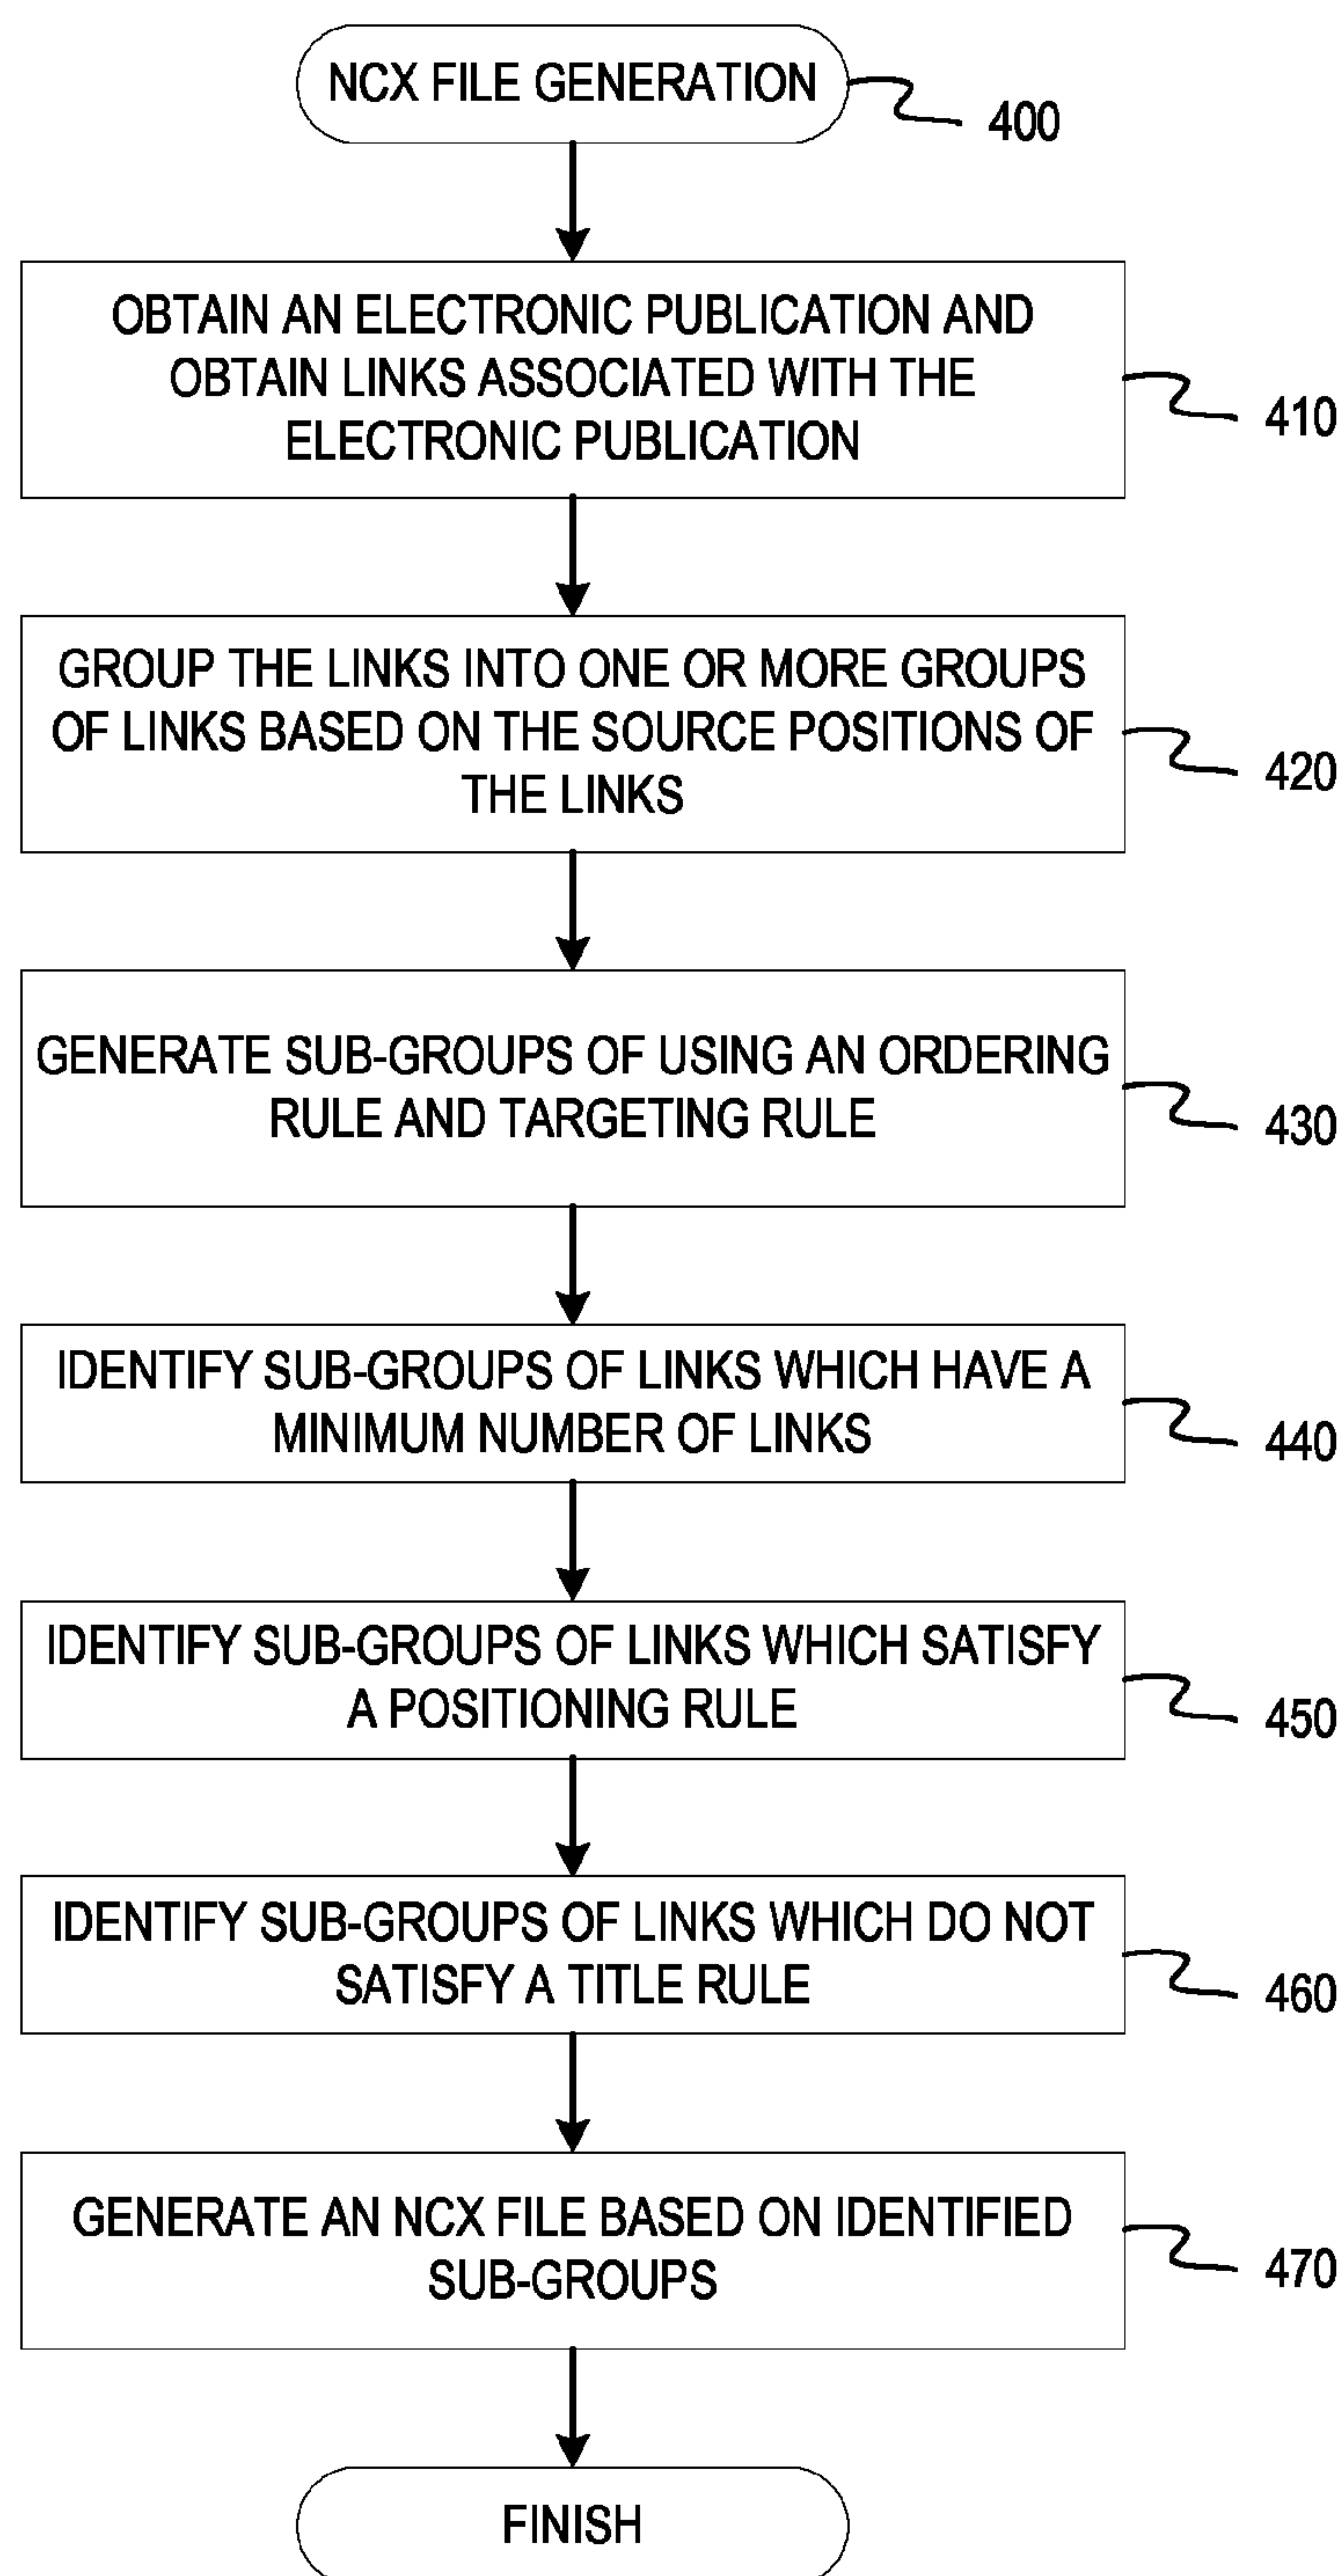 NCX FILE GENERATION
400
OBTAIN AN ELECTRONIC PUBLICATION AND
OBTAIN LINKS ASSOCIATED WITH THE
ELECTRONIC PUBLICATION
410
GROUP THE LINKS INTO ONE OR MORE GROUPS
OF LINKS BASED ON THE SOURCE POSITIONS OF
THE LINKS
420
GENERATE SUB-GROUPS OF USING AN ORDERING
RULE AND TARGETING RULE
430
IDENTIFY SUB-GROUPS OF LINKS WHICH HAVE A
MINIMUM NUMBER OF LINKS
440
IDENTIFY SUB-GROUPS OF LINKS WHICH SATISFY
A POSITIONING RULE
450
IDENTIFY SUB-GROUPS OF LINKS WHICH DO NOT
SATISFY A TITLE RULE
460
GENERATE AN NCX FILE BASED ON IDENTIFIED
SUB-GROUPS
470
FINISH